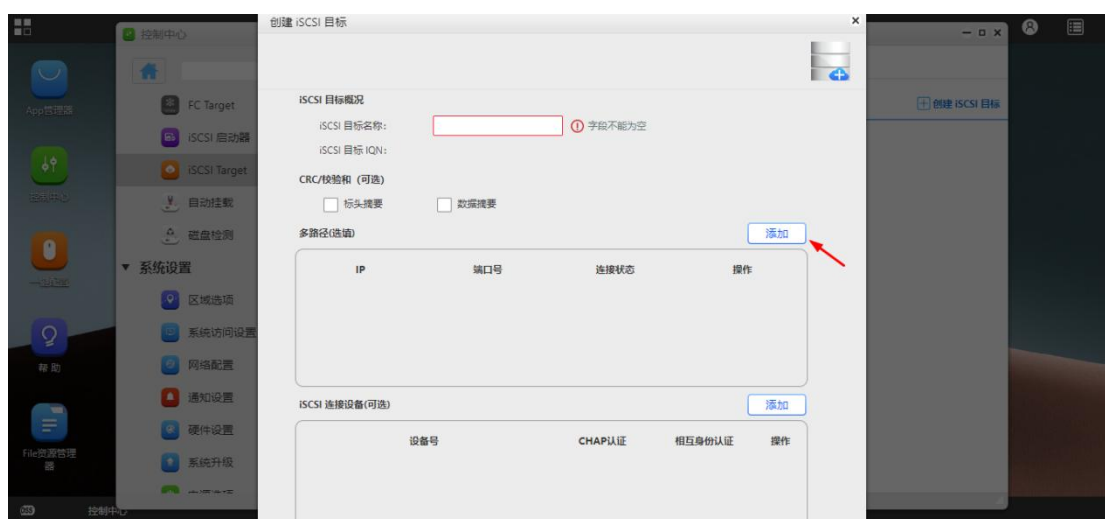 创建 iSCSI 目标
控制中心
App管理器
FC Target
iSCSI 目标概况
创建 iSCSI 目标
iSCSI 目标名称:
字段不能为空
iSCSI 启动器
iSCSI 目标 IQN:
iSCSI Target
CRC/校验和 (可选)
控制中心
自动挂载
标头摘要
数据摘要
磁盘检测
多路径(选填)
添加
系统设置
IP
端口号
连接状态
操作
区域选项
系统访问设置
帮 助
网络配置
通知设置
iSCSI 连接设备(可选)
添加
硬件设置
设备号
CHAP认证
相互身份认证
操作
File资源管理
器
系统升级
控制中心